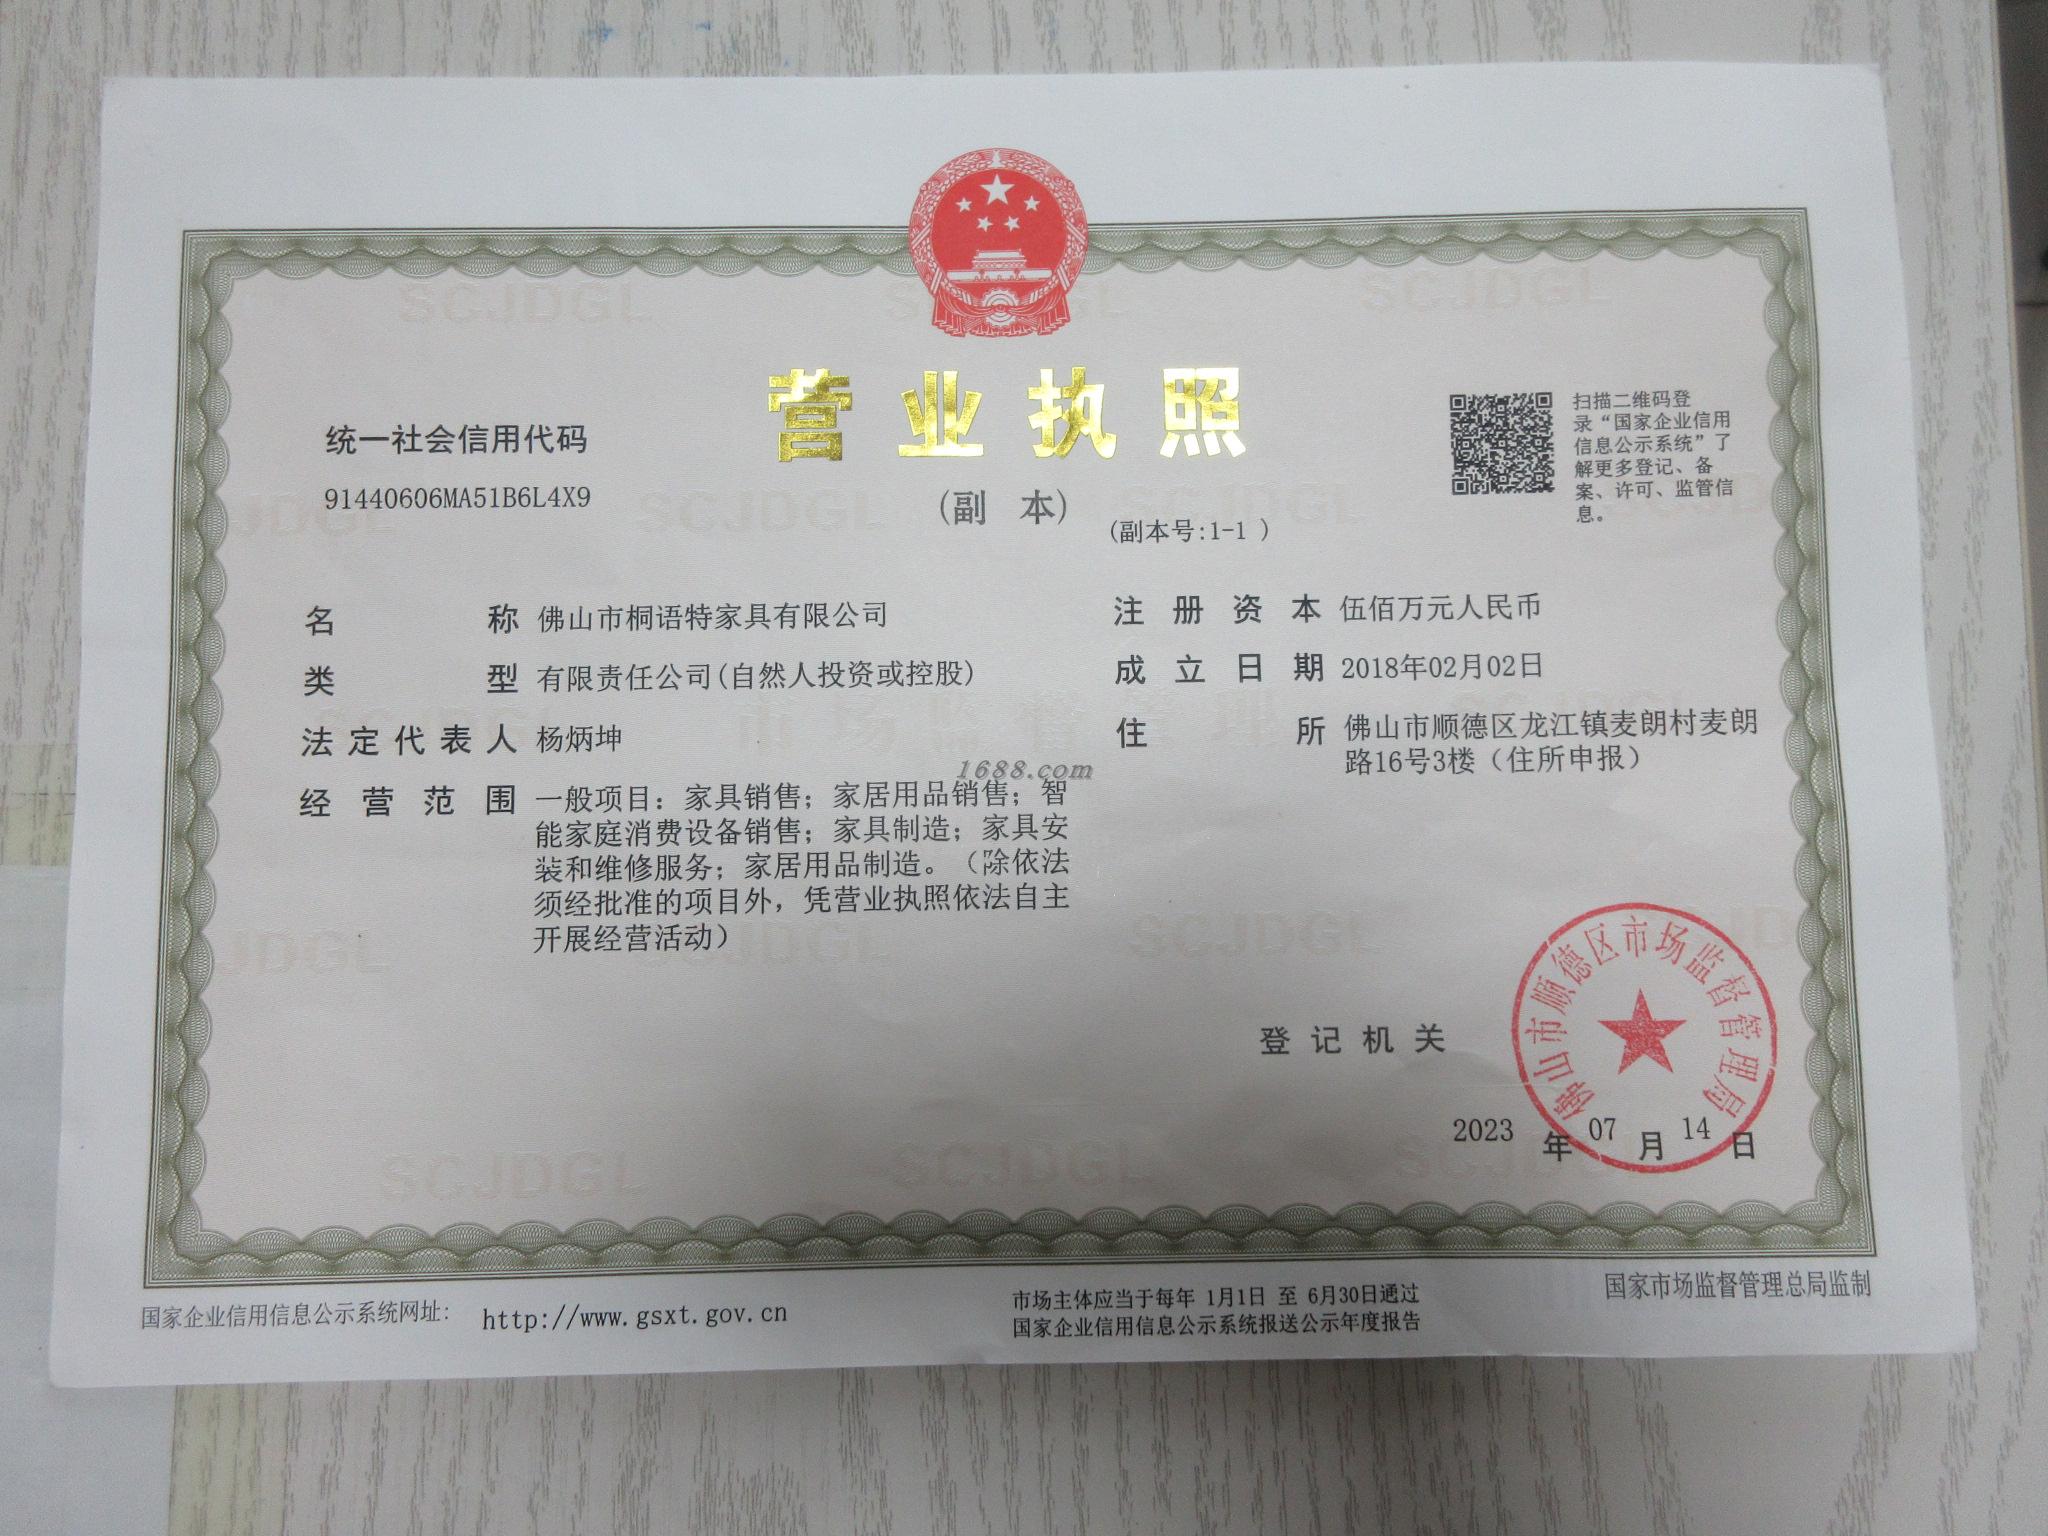 营业执照
(副 本)
(副本号:1-1 )
统一社会信用代码
91440606MA51B6L4X9
扫描二维码登
录“国家企业信用
信息公示系统”了
解更多登记、备
案、许可、监管信
息。
名 称 佛山市桐语特家具有限公司
类 型 有限责任公司(自然人投资或控股)
法定代表人 杨炳坤
经营范围 一般项目：家具销售；家居用品销售；智
能家庭消费设备销售；家具制造；家具安
装和维修服务；家居用品制造。（除依法
须经批准的项目外，凭营业执照依法自主
开展经营活动）
注册资本 伍佰万元人民币
成立日期 2018年02月02日
住 所 佛山市顺德区龙江镇麦朗村麦朗
路16号3楼（住所申报）
1688.com
登记机关
佛山市顺德区市场监督管理局
2023 年 07 月 14 日
国家企业信用信息公示系统网址： http://www.gsxt.gov.cn
市场主体应当于每年 1月1日 至 6月30日通过
国家企业信用信息公示系统报送公示年度报告
国家市场监督管理总局监制
SCJDGL
SCJDGL
SCJDGL
SCJDGL
SCJDGL
市场监督管理
SCJDGL
SCJDGL
SCJDGL
SCJDGL